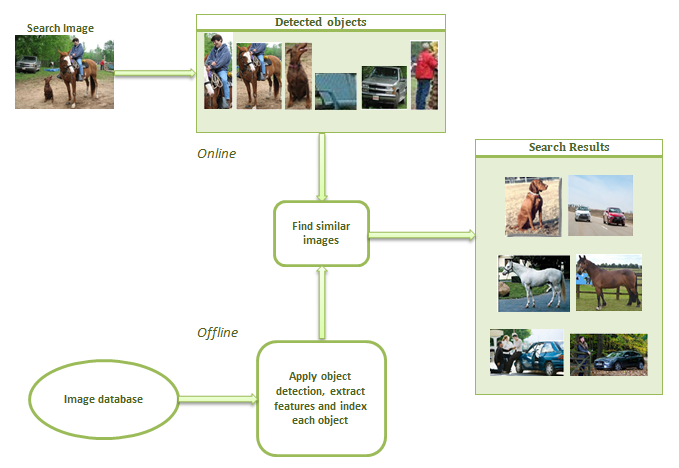 Search Image
Detected objects
Online
Search Results
Find similar
images
Offline
Image database
Apply object
detection, extract
features and index
each object